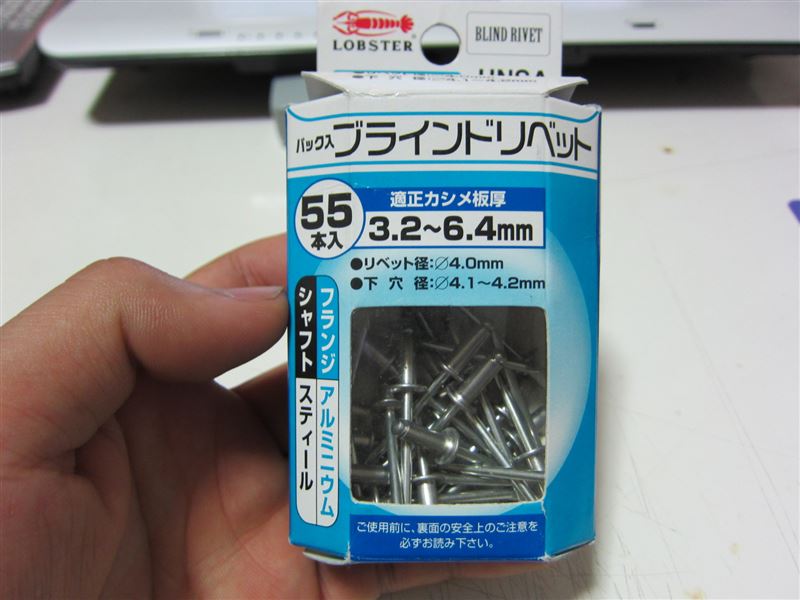 LOBSTER
BLIND RIVET
パック入ブラインドリベット
55本入
適正カシメ板厚
3.2〜6.4mm
●リベット径:∅4.0mm
●下穴径:∅4.1〜4.2mm
フランジ アルミニウム
シャフト スティール
ご使用前に、裏面の安全上のご注意を
必ずお読み下さい。